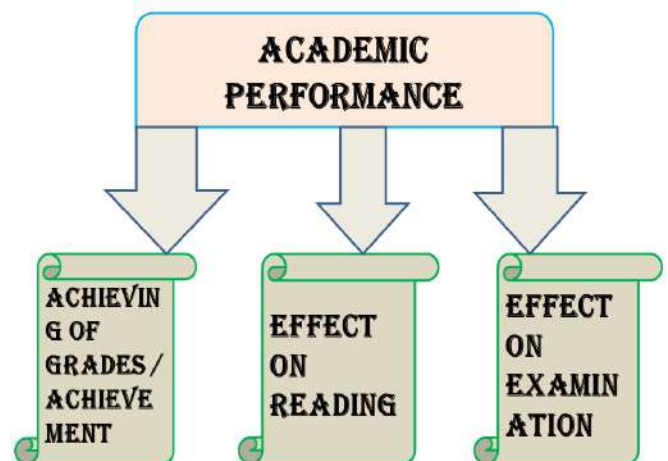 ACADEMIC
PERFORMANCE
ACHIEVIN
G OF
GRADES /
ACHIEVE
MENT
EFFECT
ON
READING
EFFECT
ON
EXAMIN
ATION